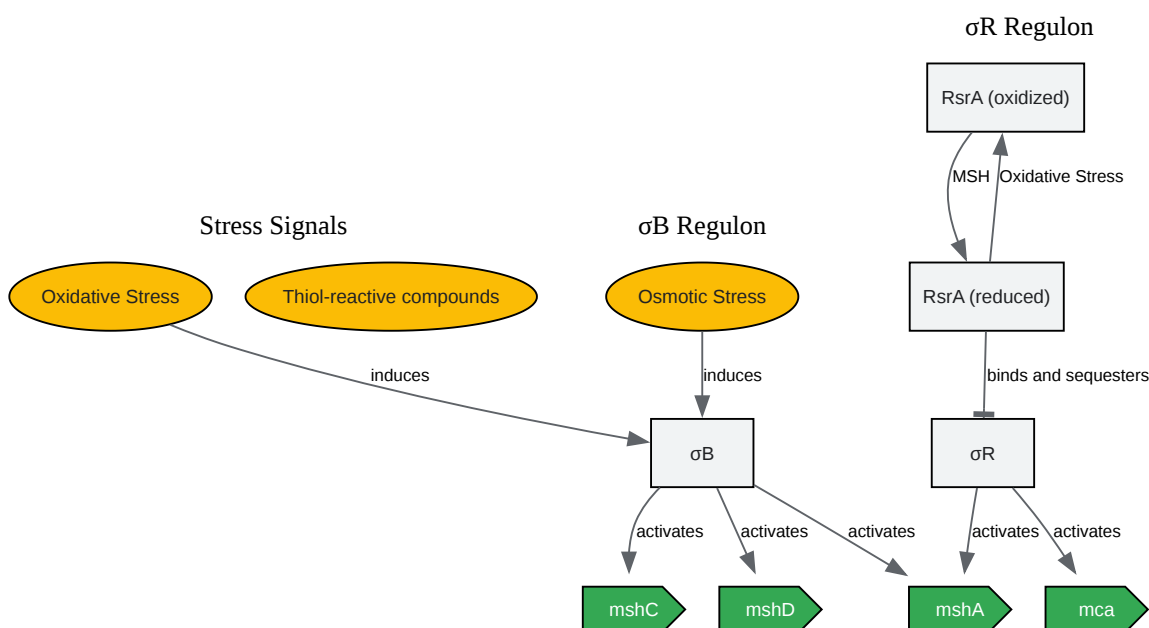 σR Regulon
RsrA (oxidized)
MSH
Oxidative Stress
Stress Signals
σB Regulon
Oxidative Stress
Thiol-reactive compounds
Osmotic Stress
RsrA (reduced)
induces
induces
binds and sequesters
σB
σR
activates
activates
activates
activates
activates
mshC
mshD
mshA
mca